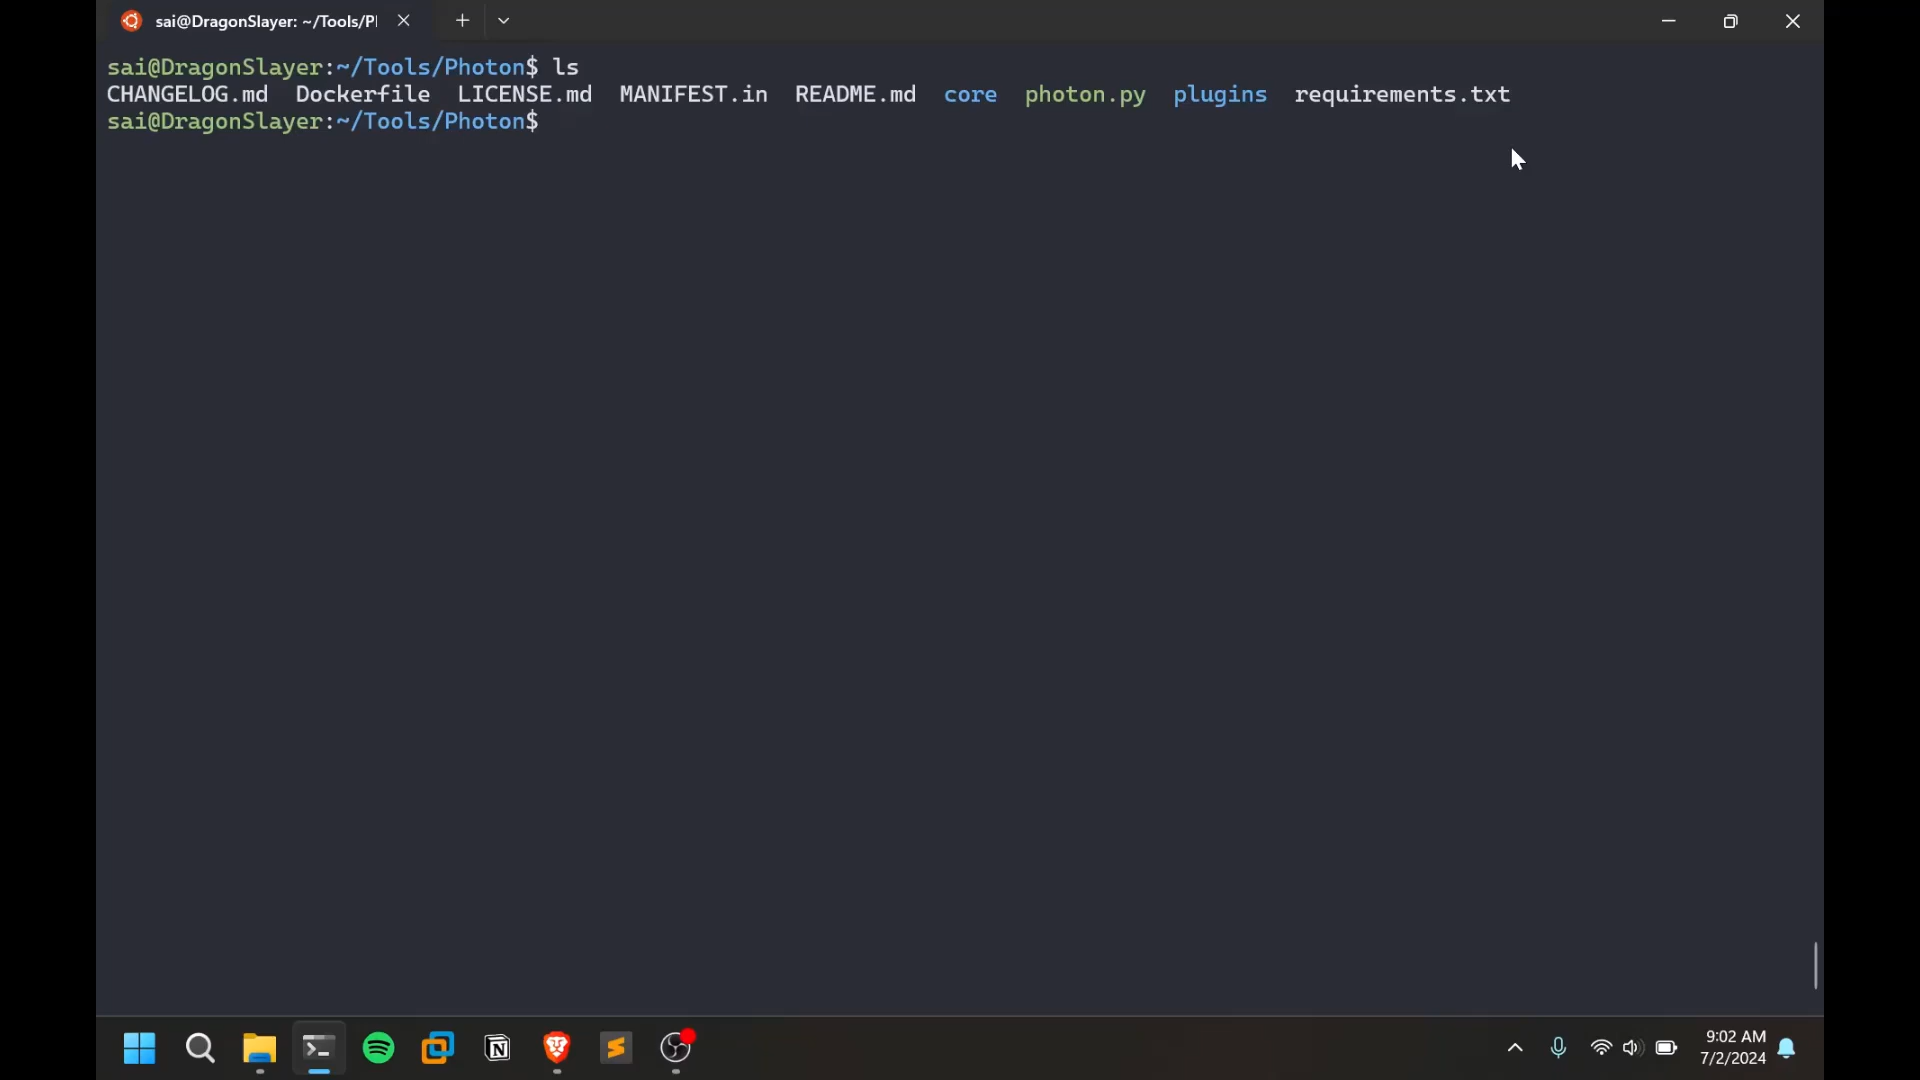 sai@DragonSlayer: ~/Tools/P
sai@DragonSlayer:~/Tools/Photon$ ls
CHANGELOG.md  Dockerfile  LICENSE.md  MANIFEST.in  README.md  core  photon.py  plugins  requirements.txt
sai@DragonSlayer:~/Tools/Photon$
9:02 AM
7/2/2024